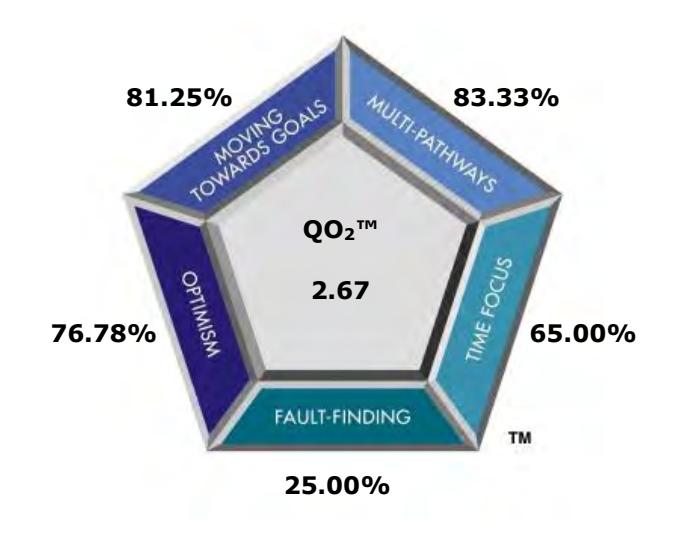 81.25%
83.33%
MOVING
TOWARDS GOALS
MULTI-PATHWAYS
QO₂™
2.67
OPTIMISM
TIME FOCUS
76.78%
65.00%
FAULT-FINDING
TM
25.00%